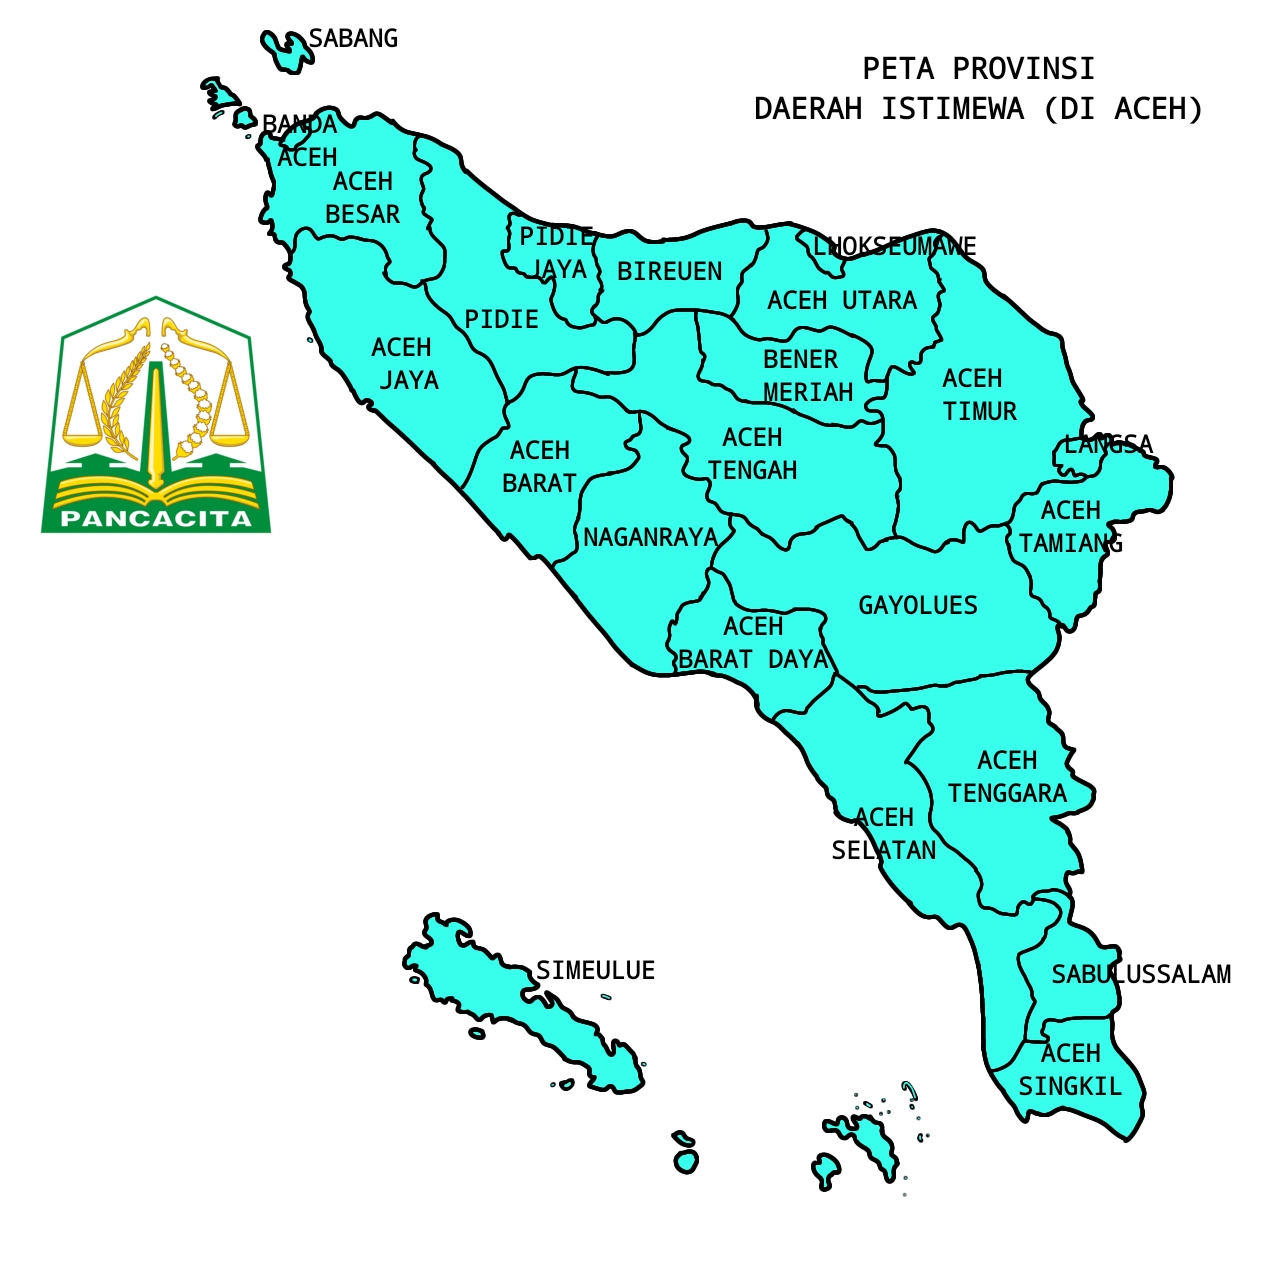 SABANG
PETA PROVINSI
DAERAH ISTIMEWA (DI ACEH)
BANDA
ACEH
ACEH
BESAR
PIDIE
JAYA
BIREUEN
LHOKSEUMAWE
ACEH UTARA
PIDIE
ACEH
JAYA
BENER
MERIAH
ACEH
TIMUR
ACEH
BARAT
ACEH
TENGAH
LANGSA
ACEH
TAMIANG
NAGANRAYA
PANCACITA
GAYOLUES
ACEH
BARAT DAYA
ACEH
TENGGARA
ACEH
SELATAN
SIMEULUE
SABULUSSALAM
ACEH
SINGKIL